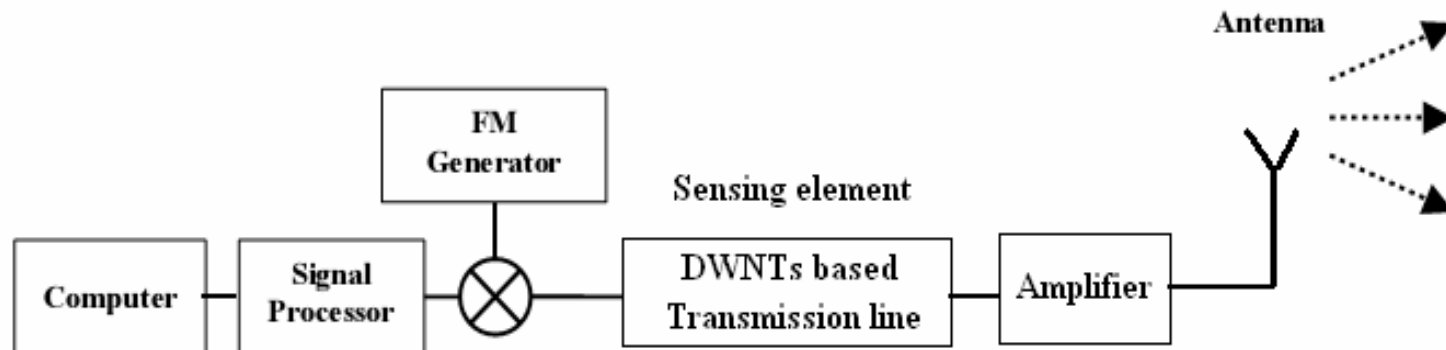 Antenna
FM
Generator
Sensing element
Computer
Signal
Processor
DWNTs based
Transmission line
Amplifier